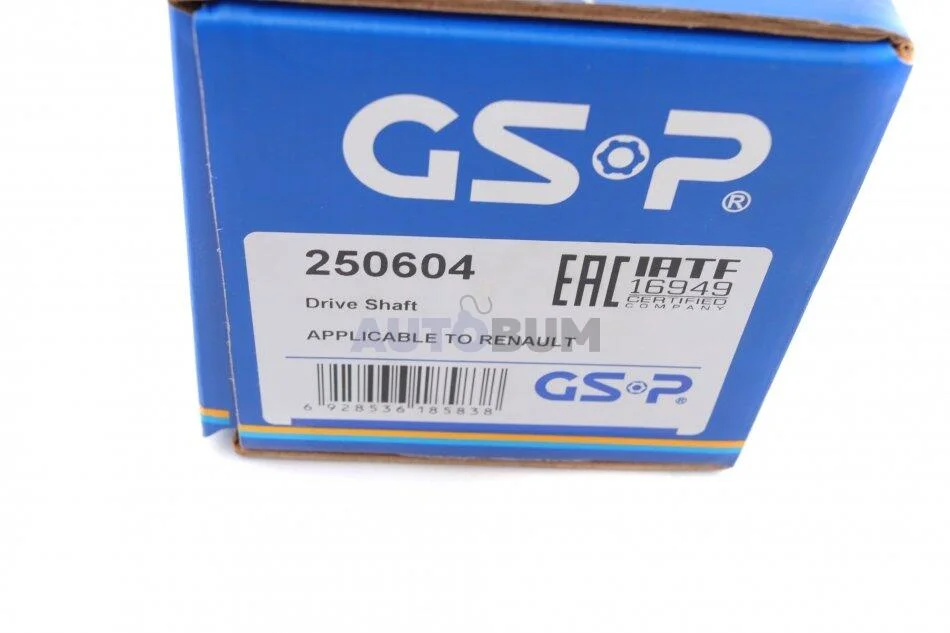 GSP®
250604
EAC
IATF
16949
CERTIFIED
COMPANY
Drive Shaft
AUTOBUM
APPLICABLE TO RENAULT
GSP®
6 928536 185838